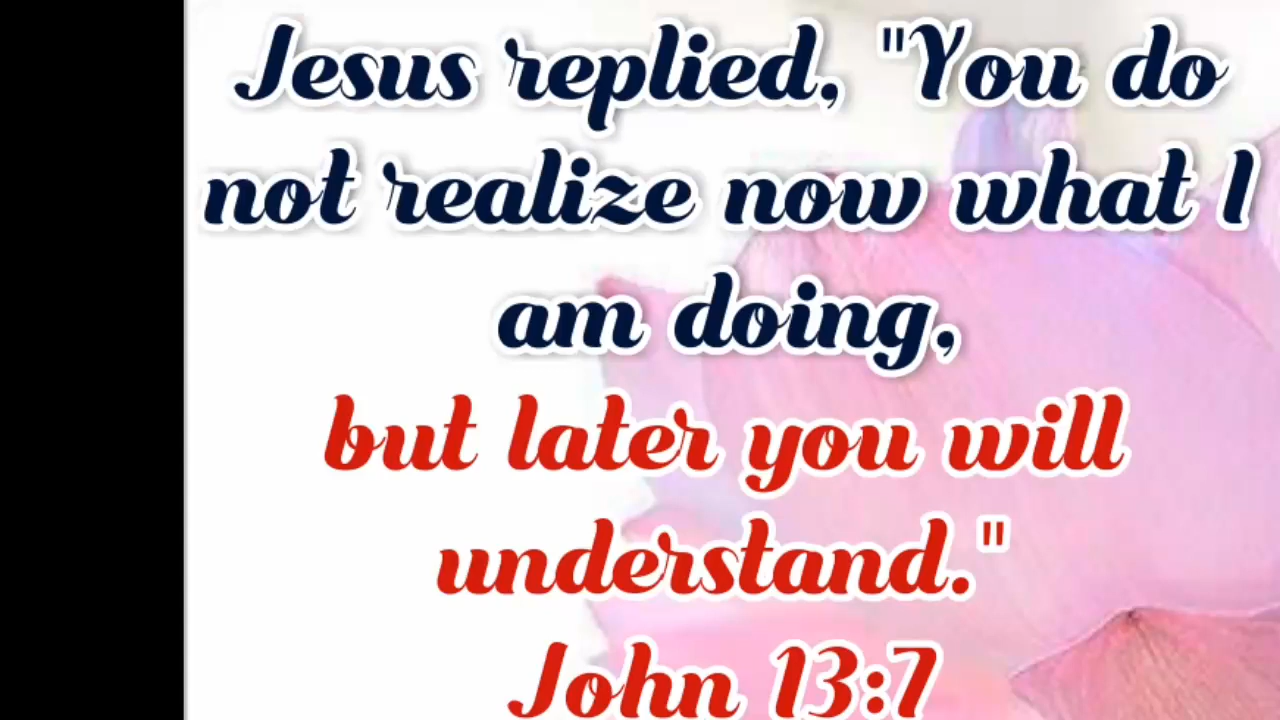 Jesus replied, "You do
not realize now what I
am doing,
but later you will
understand."
John 13:7